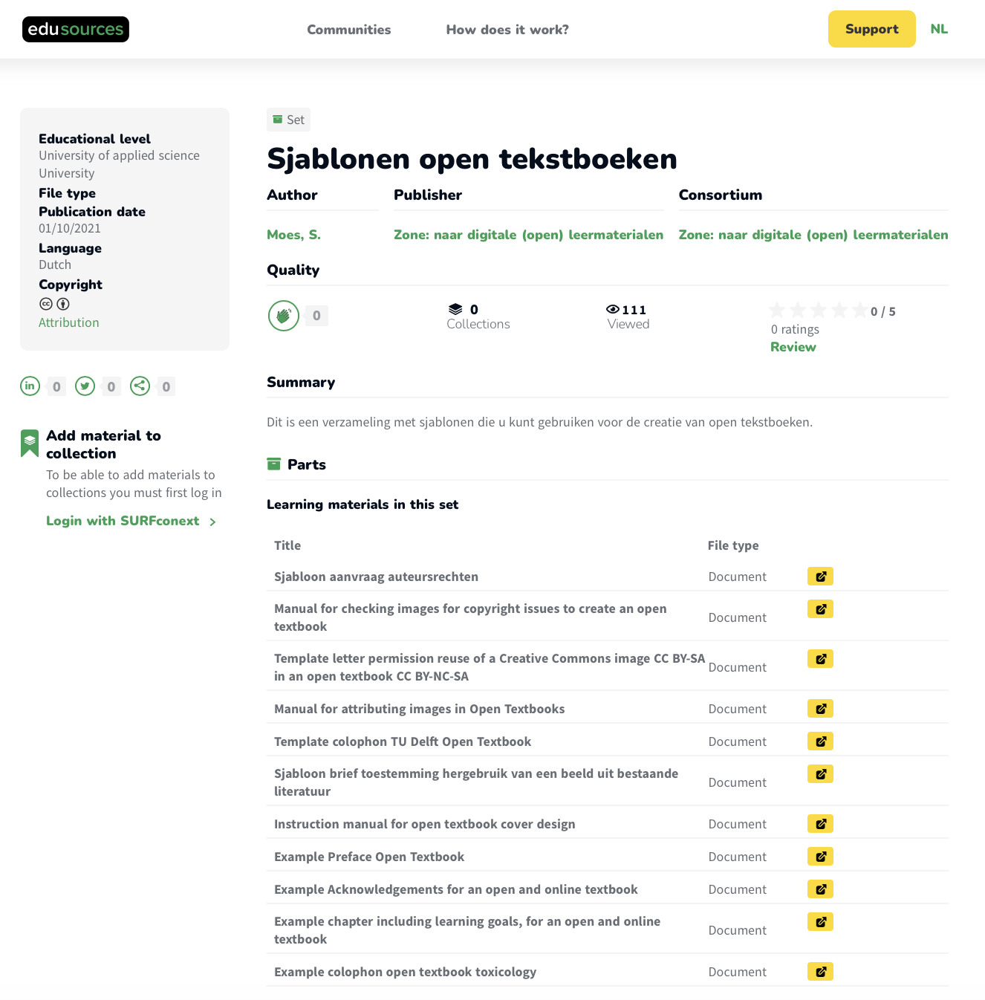 edusources
Communities
How does it work?
Support
NL
Educational level
University of applied science
University
File type
Publication date
01/10/2021
Language
Dutch
Copyright
cc
Attribution
in 0 0 0
Add material to
collection
To be able to add materials to
collections you must first log in
Login with SURFconext
Set
Sjablonen open tekstboeken
Author
Moes, S.
Publisher
Zone: naar digitale (open) leermaterialen
Consortium
Zone: naar digitale (open) leermaterialen
Quality
0
0
Collections
111
Viewed
0 / 5
0 ratings
Review
Summary
Dit is een verzameling met sjablonen die u kunt gebruiken voor de creatie van open tekstboeken.
Parts
Learning materials in this set
Title File type
Sjabloon aanvraag auteursrechten Document
Manual for checking images for copyright issues to create an open
textbook Document
Template letter permission reuse of a Creative Commons image CC BY-SA
in an open textbook CC BY-NC-SA Document
Manual for attributing images in Open Textbooks Document
Template colophon TU Delft Open Textbook Document
Sjabloon brief toestemming hergebruik van een beeld uit bestaande
literatuur Document
Instruction manual for open textbook cover design Document
Example Preface Open Textbook Document
Example Acknowledgements for an open and online textbook Document
Example chapter including learning goals, for an open and online
textbook Document
Example colophon open textbook toxicology Document